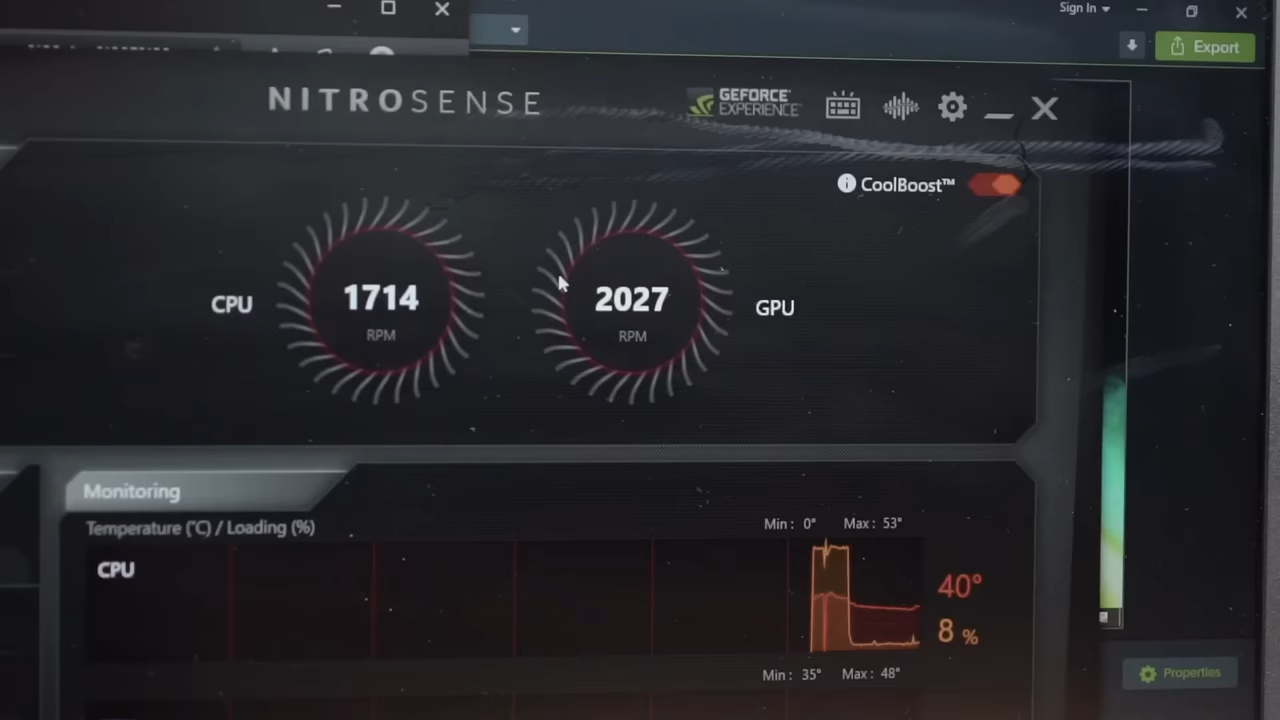 Sign In
Export
NITROSENSE
GEFORCE EXPERIENCE
CoolBoost™
CPU
1714
RPM
2027
RPM
GPU
Monitoring
Temperature (°C) / Loading (%)
Min : 0° Max : 53°
CPU
40°
8 %
Min : 35° Max : 48°
Properties